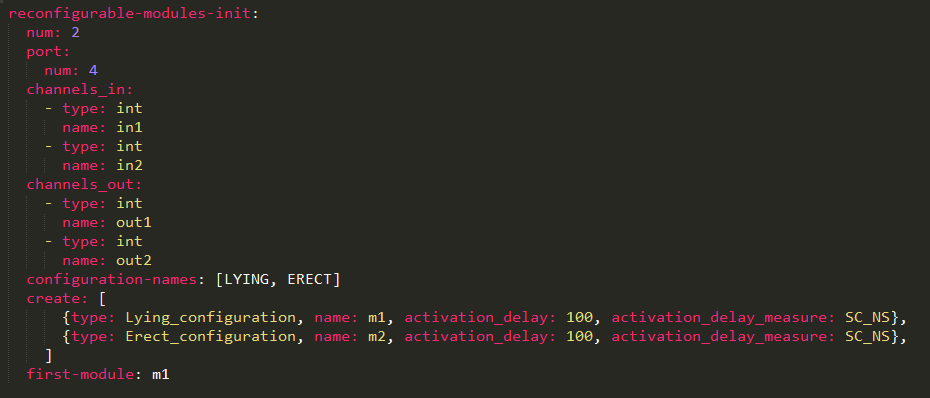 reconfigurable-modules-init:
  num: 2
  port:
    num: 4
  channels_in:
    - type: int
      name: in1
    - type: int
      name: in2
  channels_out:
    - type: int
      name: out1
    - type: int
      name: out2
  configuration-names: [LYING, ERECT]
  create: [
      {type: Lying_configuration, name: m1, activation_delay: 100, activation_delay_measure: SC_NS},
      {type: Erect_configuration, name: m2, activation_delay: 100, activation_delay_measure: SC_NS},
    ]
  first-module: m1